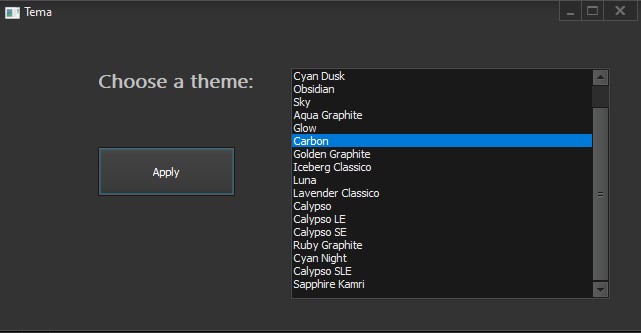 Tema
Choose a theme:
Apply
Cyan Dusk
Obsidian
Sky
Aqua Graphite
Glow
Carbon
Golden Graphite
Iceberg Classico
Luna
Lavender Classico
Calypso
Calypso LE
Calypso SE
Ruby Graphite
Cyan Night
Calypso SLE
Sapphire Kamri